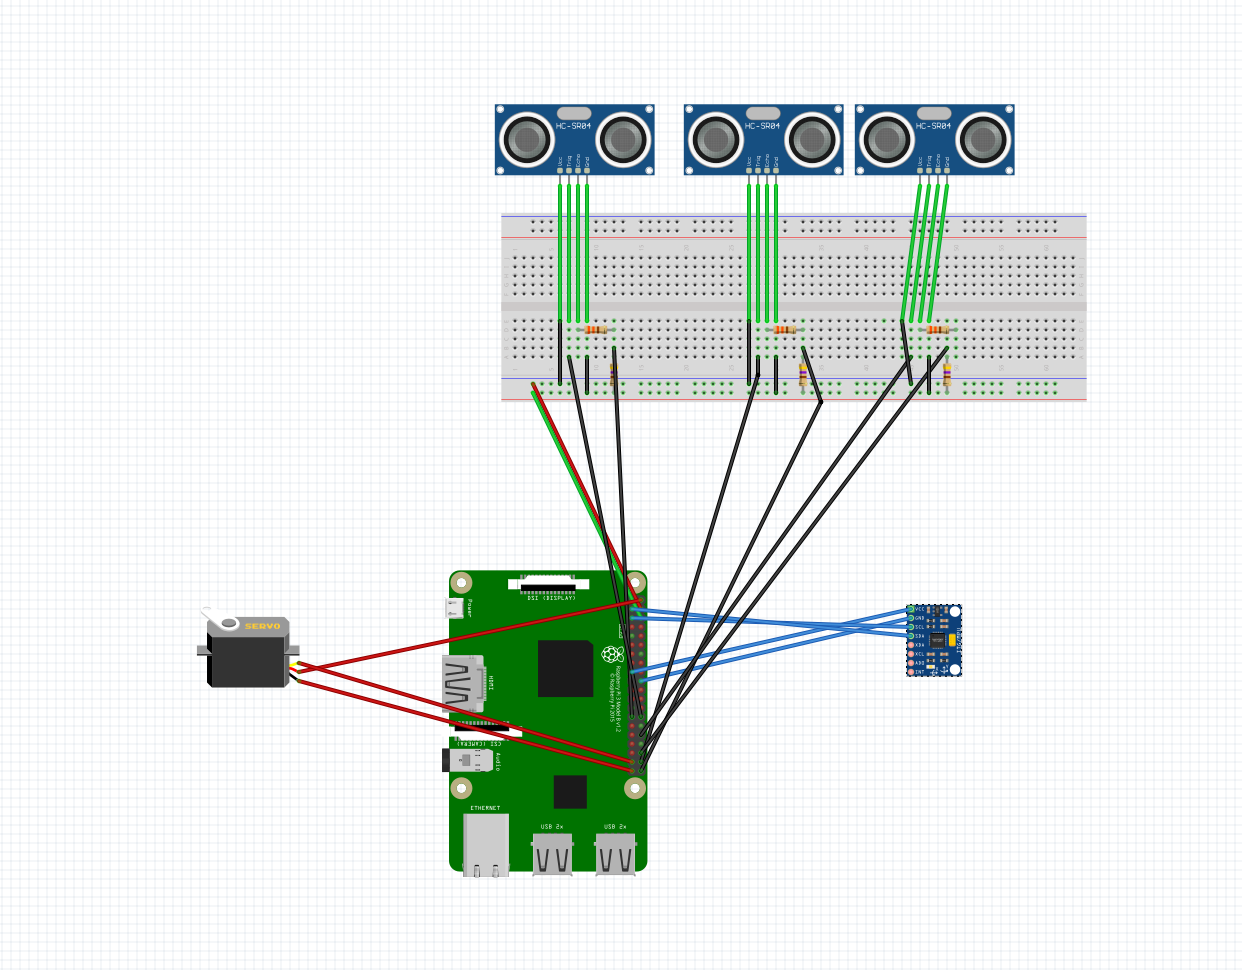 HC-SR04
HC-SR04
HC-SR04
Vcc
Trig
Echo
Gnd
Vcc
Trig
Echo
Gnd
Vcc
Trig
Echo
Gnd
DSI (DISPLAY)
Power
SERVO
HDMI
Raspberry Pi 3 Model B v1.2
© Raspberry Pi 2015
CSI (CAMERA)
Audio
ETHERNET
USB 2x
USB 2x
VCC
GND
SCL
SDA
XDA
XCL
AD0
INT